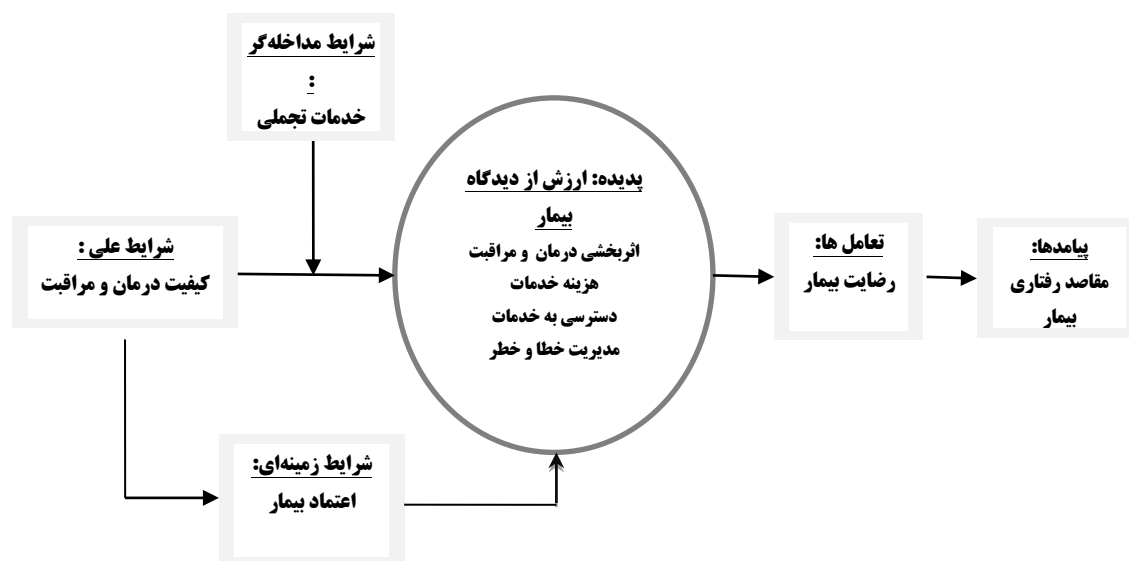 شرایط مداخله‌گر
:
خدمات تجملی
شرایط علی :
کیفیت درمان و مراقبت
پدیده: ارزش از دیدگاه
بیمار
اثربخشی درمان و مراقبت
هزینه خدمات
دسترسی به خدمات
مدیریت خطا و خطر
تعامل ها:
رضایت بیمار
پیامدها:
مقاصد رفتاری
بیمار
شرایط زمینه‌ای:
اعتماد بیمار